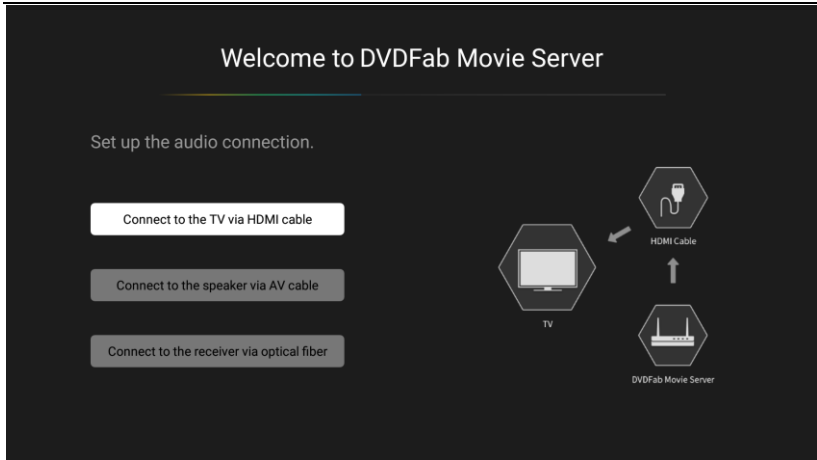 Welcome to DVDFab Movie Server
Set up the audio connection.
Connect to the TV via HDMI cable
Connect to the speaker via AV cable
Connect to the receiver via optical fiber
HDMI Cable
TV
DVDFab Movie Server